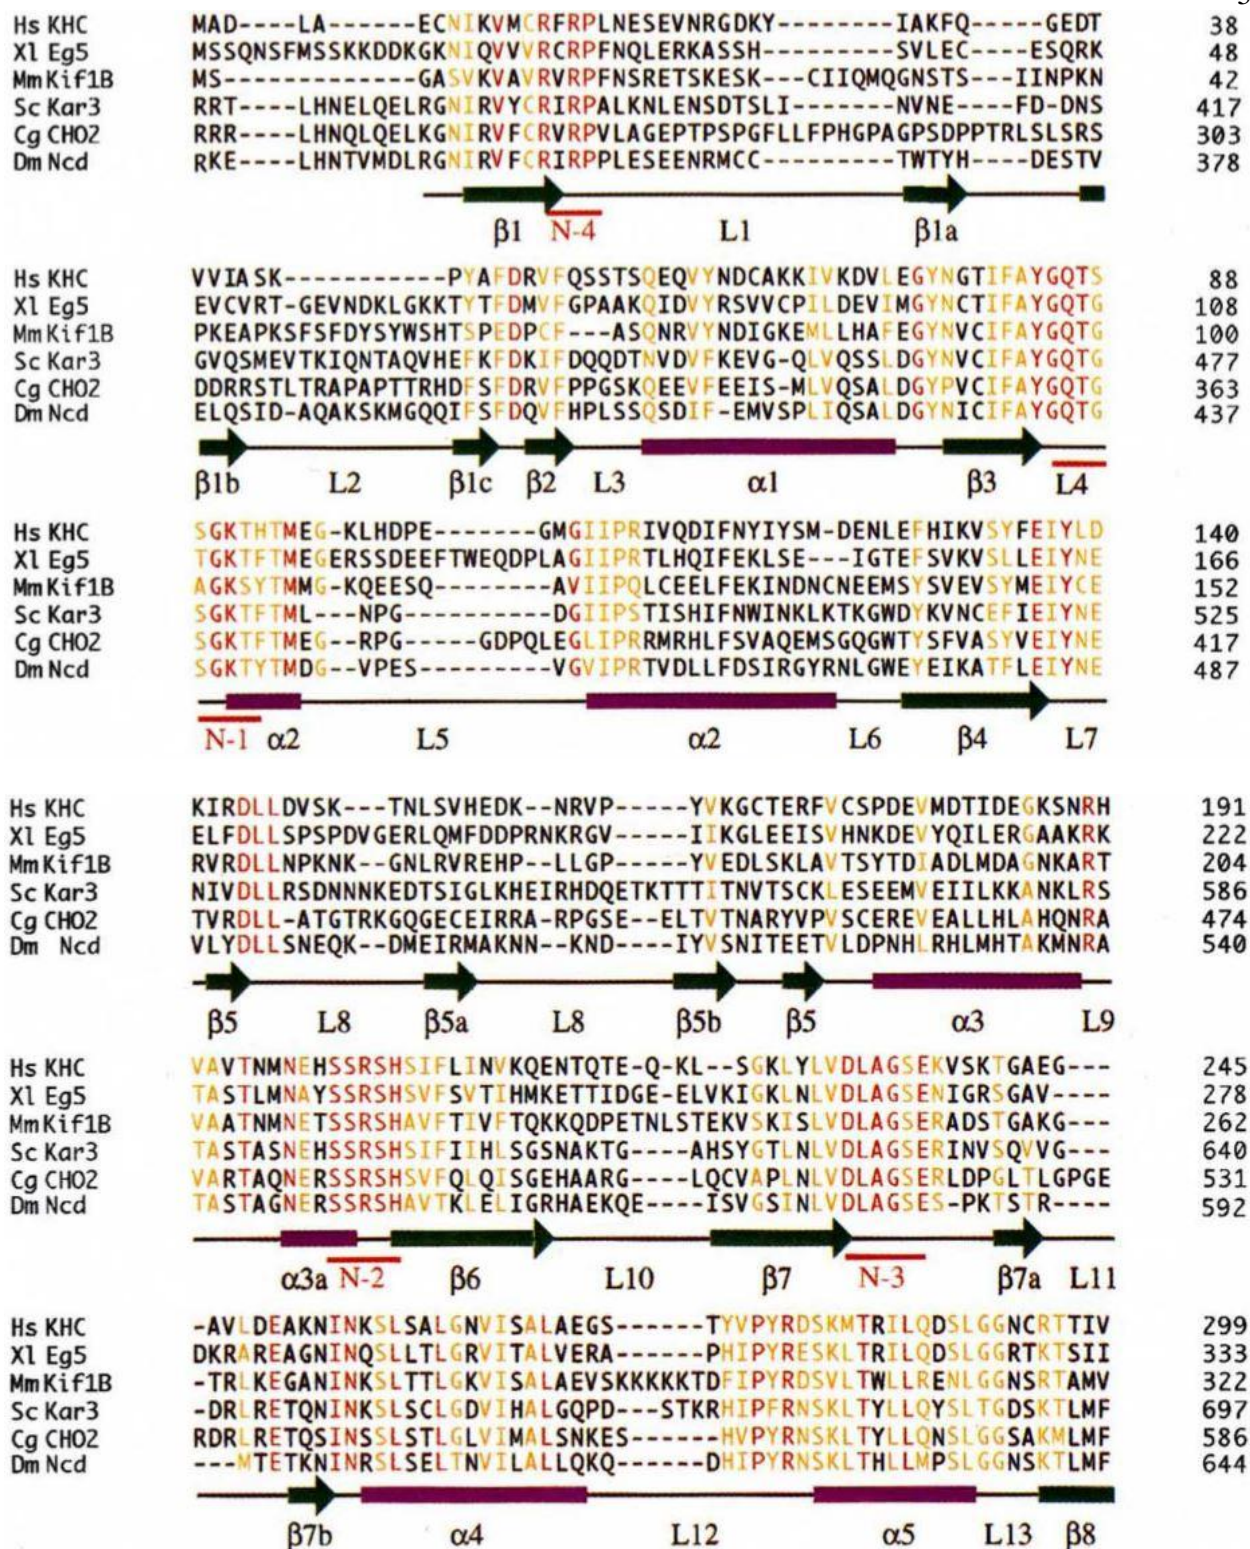 Hs KHC MAD----LA------ECNIKVMCRFRPLNESEVNRGDKY---------IAKFQ----GEDT 38
Xl Eg5 MSSQNSFMSSKKDDKGKNIQVVVRCRPFNQLERKASSH---------SVLEC----ESQRK 48
Mm Kif1B MS-------------GASVKVAVRVRPFNSRETSKESK---CIIQMQGNSTS---IINPKN 42
Sc Kar3 RRT----LHNELQELRGNIRVYCRIRPALKNLENSDTSLI-------NVNE----FD-DNS 417
Cg CHO2 RRR----LHNQLQELKGNIRVFCRVRPVLAGEPTPSPGFLLFPHGPAGPSDPPTRLSLSRS 303
Dm Ncd RKE----LHNTVMDLRGNIRVFCRIRPPLESEENRMCC---------TWTYH----DESTV 378
β1 N-4 L1 β1a
Hs KHC VVIASK-----------PYAFDRVFQSSTSQEQVYNDCAKKIVKDVLEGYNGTIFAYGQTS 88
Xl Eg5 EVCVRT-GEVNDKLGKKTYTFDMVFGPAAKQIDVYRSVVCPILDEVIMGYNCTIFAYGQTG 108
Mm Kif1B PKEAPKSFSFDYSYWSHTSPEDPCF---ASQNRVYNDIGKEMLLHAFEGYNVCIFAYGQTG 100
Sc Kar3 GVQSMEVTKIQNTAQVHEFKFDKIFDQQDTNVDVFKEVG-QLVQSSLDGYNVCIFAYGQTG 477
Cg CHO2 DDRRSTLTRAPAPTTRHDFSFDRVFPPGSKQEEVFEEIS-MLVQSALDGYPVCIFAYGQTG 363
Dm Ncd ELQSID-AQAKSKMGQQIFSFDQVFHPLSSQSDIF-EMVSPLIQSALDGYNICIFAYGQTG 437
β1b L2 β1c β2 L3 α1 β3 L4
Hs KHC SGKTHTMEG-KLHDPE-------GMGIIPRIVQDIFNYIYSM-DENLEFHIKVSYFEIYLD 140
Xl Eg5 TGKTFTMEGERSSDEEFTWEQDPLAGIIPRTLHQIFEKLSE---IGTEFSVKVSLLEIYNE 166
Mm Kif1B AGKSYTMMG-KQEESQ--------AVIIPQLCEELFEKINDNCNEEMSYSVEVSYMEIYCE 152
Sc Kar3 SGKTFTML---NPG----------DGIIPSTISHIFNWINKLKTKGWDYKVNCEFIEIYNE 525
Cg CHO2 SGKTFTMEG--RPG-----GDPQLEGLIPRRMRHLFSVAQEMSGQGWTYSFVASYVEIYNE 417
Dm Ncd SGKTYTMDG--VPES---------VGVIPRTVDLLFDSIRGYRNLGWEYEIKATFLEIYNE 487
N-1 α2 L5 α2 L6 β4 L7
Hs KHC KIRDLLDVSK---TNLSVHEDK--NRVP-----YVKGCTERFVCSPDEVMDTIDEGKSNRH 191
Xl Eg5 ELFDLLSPSPDVGERLQMFDDPRNKRGV-----IIKGLEEISVHNKDEVYQILERGAAKRK 222
Mm Kif1B RVRDLLNPKNK--GNLRVREHP--LLGP-----YVEDLSKLAVTSYTDIADLMDAGNKART 204
Sc Kar3 NIVDLLRSDNNNKEDTSIGLKHEIRHDQETKTTTITNVTSCKLESEEMVEIILKKANKLRS 586
Cg CHO2 TVRDLL-ATGTRKGQGECEIRRA-RPGSE--ELTVTNARYVPVSCEREVEALLHLAHQNRA 474
Dm Ncd VLYDLLSNEQK--DMEIRMAKNN--KND----IYVSNITEETVLDPNHLRHLMHTAKMNRA 540
β5 L8 β5a L8 β5b β5 α3 L9
Hs KHC VAVTNMNEHSSRSHSIFLINVKQENTQTE-Q-KL--SGKLYLVDLAGSEKVSKTGAEG--- 245
Xl Eg5 TASTLMNAYSSRSHSVFSVTIHMKETTIDGE-ELVKIGKLNLVDLAGSENIGRSGAV---- 278
Mm Kif1B VAATNMNETSSRSHAVFTIVFTQKKQDPETNLSTEKVSKISLVDLAGSERADSTGAKG--- 262
Sc Kar3 TASTASNEHSSRSHSIFIIHLSGSNAKTG----AHSYGTLNLVDLAGSERINVSQVVG--- 640
Cg CHO2 VARTAQNERSSRSHSVFQLQISGEHAARG----LQCVAPLNLVDLAGSERLDPGLTLGPGE 531
Dm Ncd TASTAGNERSSRSHAVTKLELIGRHAEKQE----ISVGSINLVDLAGSES-PKTSTR---- 592
α3a N-2 β6 L10 β7 N-3 β7a L11
Hs KHC -AVLDEAKNINKSLSALGNVISALAEGS------TYVPYRDSKMTRILQDSLGGNCRTTIV 299
Xl Eg5 DKRAREAGNINQSLLTLGRVITALVERA------PHIPYRESKLTRILQDSLGGRTKTSII 333
Mm Kif1B -TRLKEGANINKSLTTLGKVISALAEVSKKKKKTDFIPYRDSVLTWLLRENLGGNSRTAMV 322
Sc Kar3 -DRLRETQNINKSLSCLGDVIHALGQPD---STKRHIPFRNSKLTYLLQYSLTGDSKTLMF 697
Cg CHO2 RDRLRETQSINSSLSTLGLVIMALSNKES------HVPYRNSKLTYLLQNSLGGSAKMLMF 586
Dm Ncd ---MTETKNINRSLSELTNVILALLQKQ------DHIPYRNSKLTHLLMPSLGGNSKTLMF 644
β7b α4 L12 α5 L13 β8